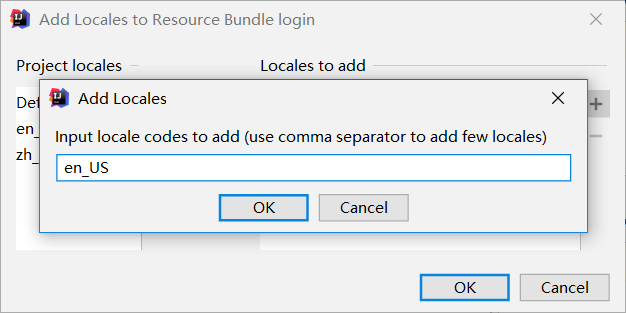 Add Locales to Resource Bundle login
Project locales
Locales to add
Def
en_
zh_
Add Locales
Input locale codes to add (use comma separator to add few locales)
en_US
OK
Cancel
OK
Cancel